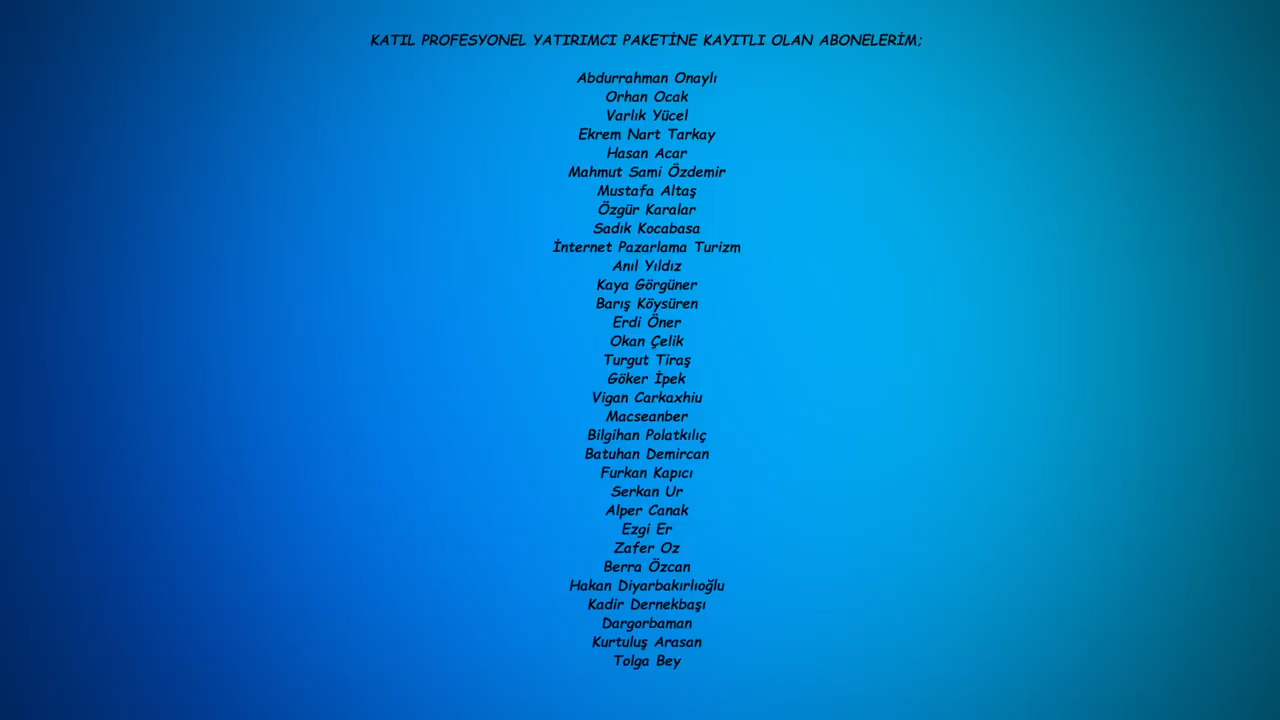 KATIL PROFESYONEL YATIRIMCI PAKETİNE KAYITLI OLAN ABONELERİM;
Abdurrahman Onaylı
Orhan Ocak
Varlık Yücel
Ekrem Nart Tarkay
Hasan Acar
Mahmut Sami Özdemir
Mustafa Altaş
Özgür Karalar
Sadık Kocabasa
İnternet Pazarlama Turizm
Anıl Yıldız
Kaya Görgüner
Barış Köysüren
Erdi Öner
Okan Çelik
Turgut Tiraş
Göker İpek
Vigan Carkaxhiu
Macseanber
Bilgihan Polatkılıç
Batuhan Demircan
Furkan Kapıcı
Serkan Ur
Alper Canak
Ezgi Er
Zafer Oz
Berra Özcan
Hakan Diyarbakırlıoğlu
Kadir Dernekbaşı
Dargorbaman
Kurtuluş Arasan
Tolga Bey